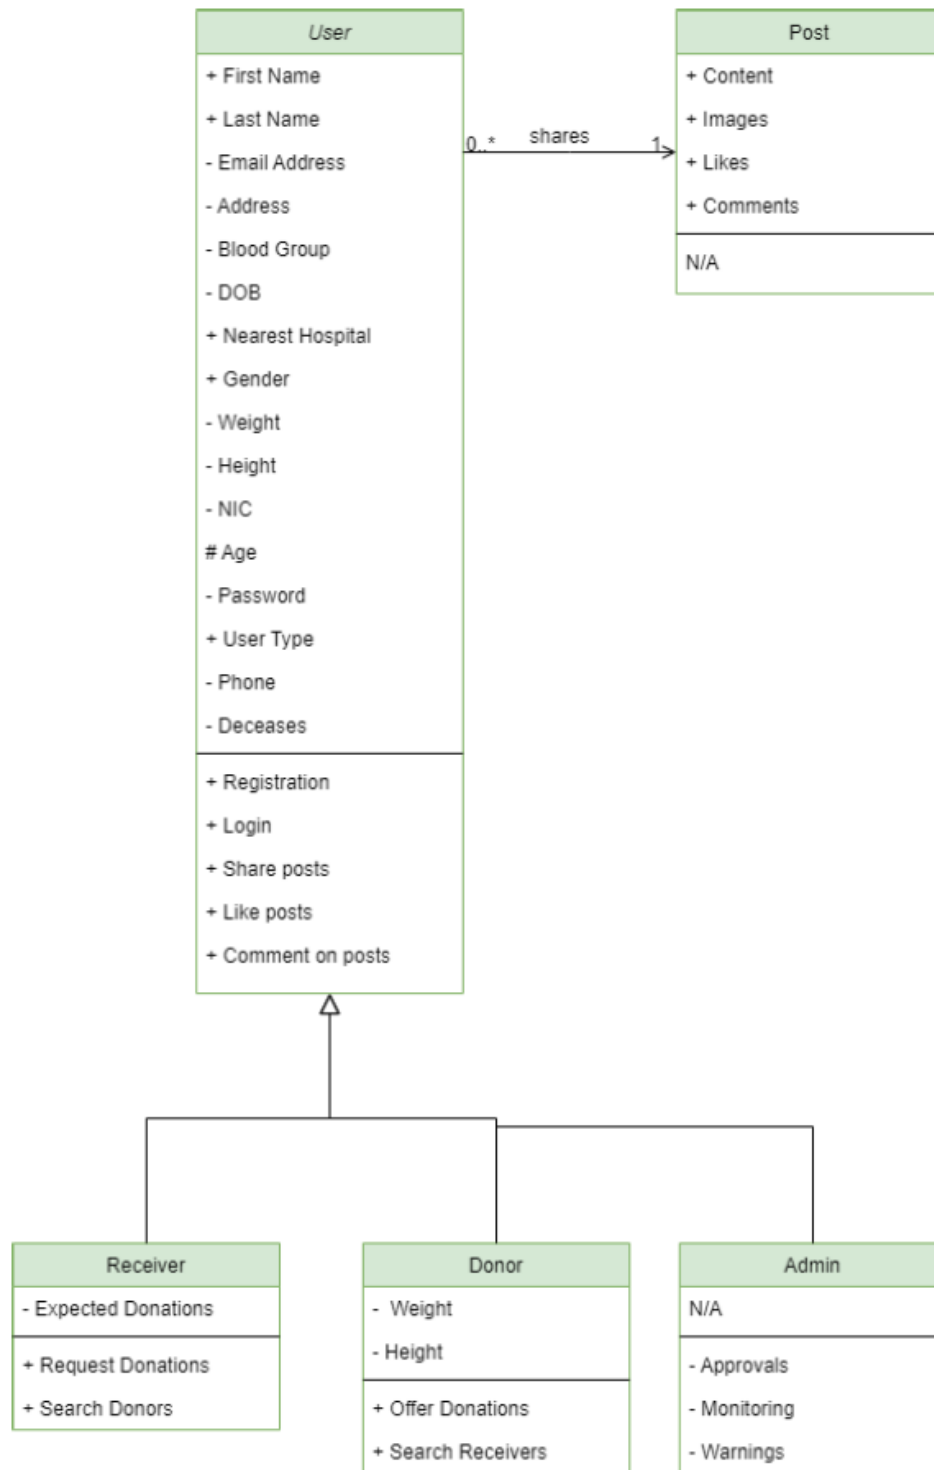 User
+ First Name
+ Last Name
- Email Address
- Address
- Blood Group
- DOB
+ Nearest Hospital
+ Gender
- Weight
- Height
- NIC
# Age
- Password
+ User Type
- Phone
- Deceases
+ Registration
+ Login
+ Share posts
+ Like posts
+ Comment on posts
0..* shares 1
Post
+ Content
+ Images
+ Likes
+ Comments
N/A
Receiver
- Expected Donations
+ Request Donations
+ Search Donors
Donor
- Weight
- Height
+ Offer Donations
+ Search Receivers
Admin
N/A
- Approvals
- Monitoring
- Warnings